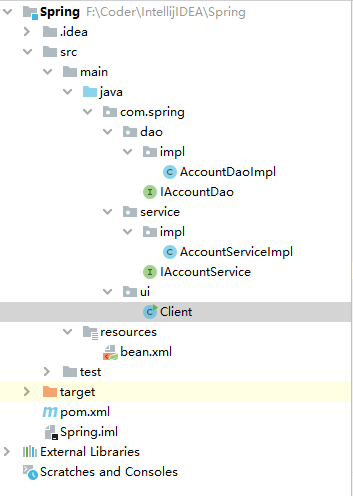 Spring F:\Coder\IntellijIDEA\Spring
.idea
src
main
java
com.spring
dao
impl
AccountDaoImpl
IAccountDao
service
impl
AccountServiceImpl
IAccountService
ui
Client
resources
bean.xml
test
target
pom.xml
Spring.iml
External Libraries
Scratches and Consoles